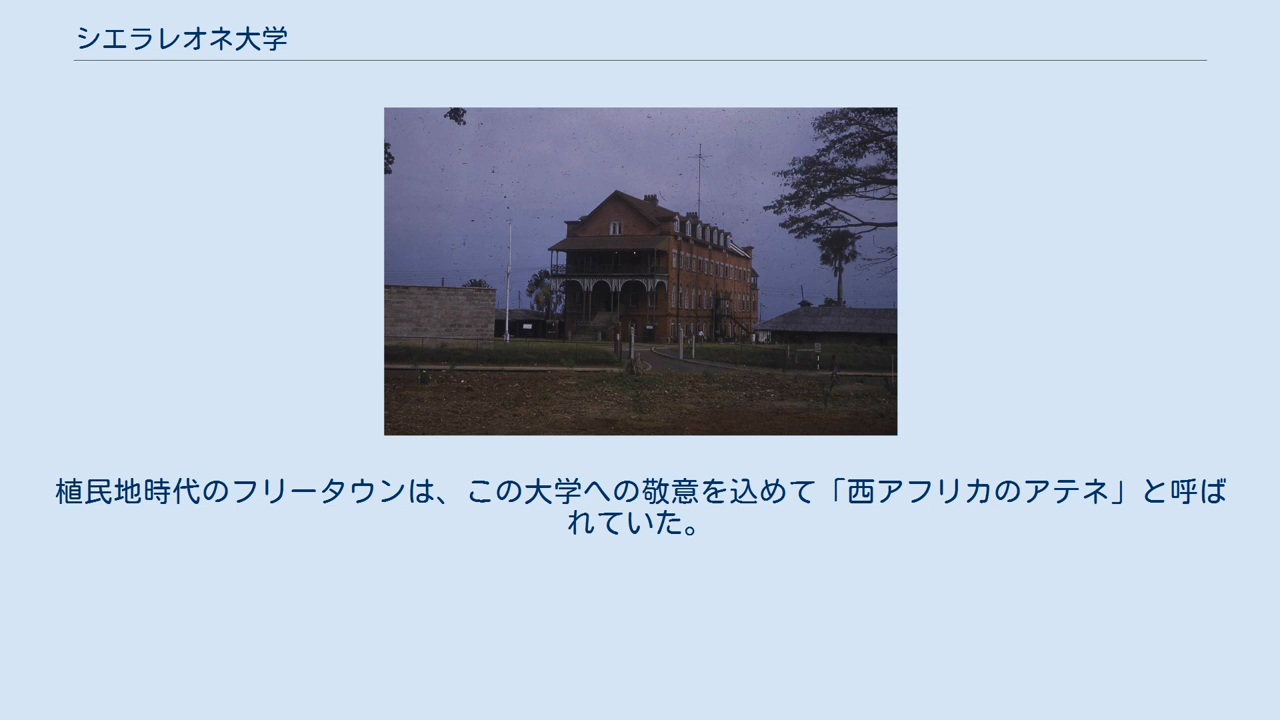 シエラレオネ大学
植民地時代のフリータウンは、この大学への敬意を込めて「西アフリカのアテネ」と呼ば
れていた。